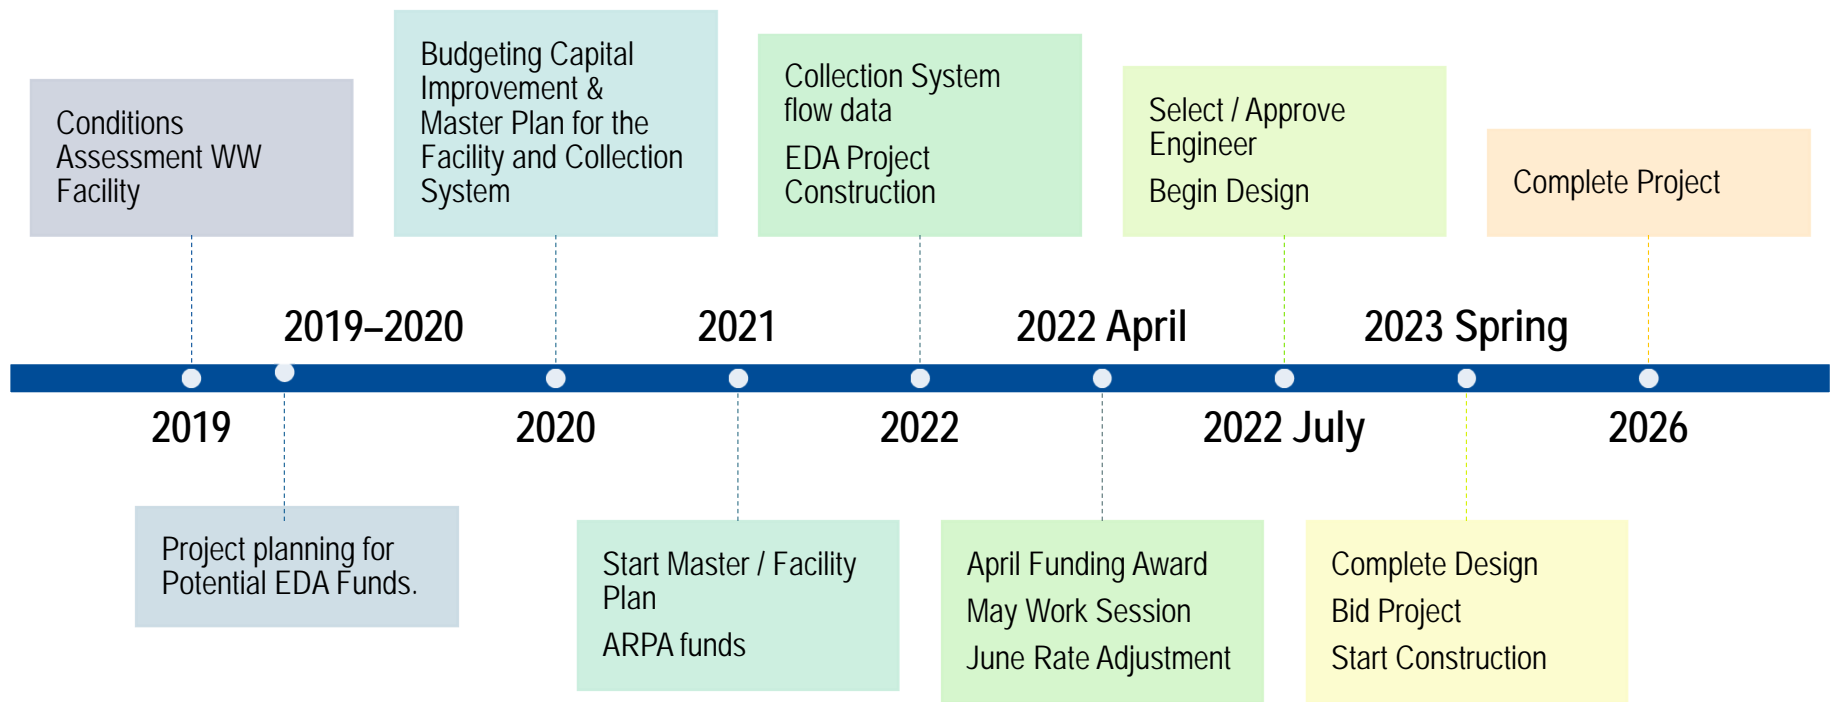 Conditions
Assessment WW
Facility
Budgeting Capital
Improvement &
Master Plan for the
Facility and Collection
System
Collection System
flow data
EDA Project
Construction
Select / Approve
Engineer
Begin Design
Complete Project
2019–2020
2021
2022 April
2023 Spring
2019
2020
2022
2022 July
2026
Project planning for
Potential EDA Funds.
Start Master / Facility
Plan
ARPA funds
April Funding Award
May Work Session
June Rate Adjustment
Complete Design
Bid Project
Start Construction